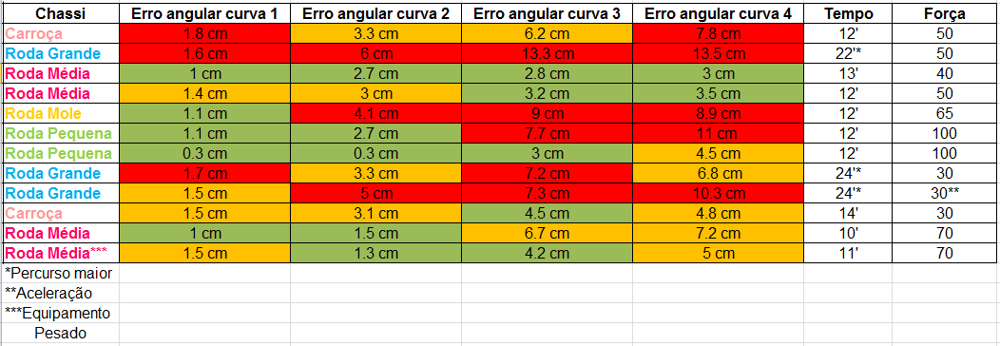 Chassi Erro angular curva 1 Erro angular curva 2 Erro angular curva 3 Erro angular curva 4 Tempo Força
Carroça 1.8 cm 3.3 cm 6.2 cm 7.8 cm 12' 50
Roda Grande 1.6 cm 6 cm 13.3 cm 13.5 cm 22'* 50
Roda Média 1 cm 2.7 cm 2.8 cm 3 cm 13' 40
Roda Média 1.4 cm 3 cm 3.2 cm 3.5 cm 12' 50
Roda Mole 1.1 cm 4.1 cm 9 cm 8.9 cm 12' 65
Roda Pequena 1.1 cm 2.7 cm 7.7 cm 11 cm 12' 100
Roda Pequena 0.3 cm 0.3 cm 3 cm 4.5 cm 12' 100
Roda Grande 1.7 cm 3.3 cm 7.2 cm 6.8 cm 24'* 30
Roda Grande 1.5 cm 5 cm 7.3 cm 10.3 cm 24'* 30**
Carroça 1.5 cm 3.1 cm 4.5 cm 4.8 cm 14' 30
Roda Média 1 cm 1.5 cm 6.7 cm 7.2 cm 10' 70
Roda Média*** 1.5 cm 1.3 cm 4.2 cm 5 cm 11' 70
*Percurso maior
**Aceleração
***Equipamento
Pesado